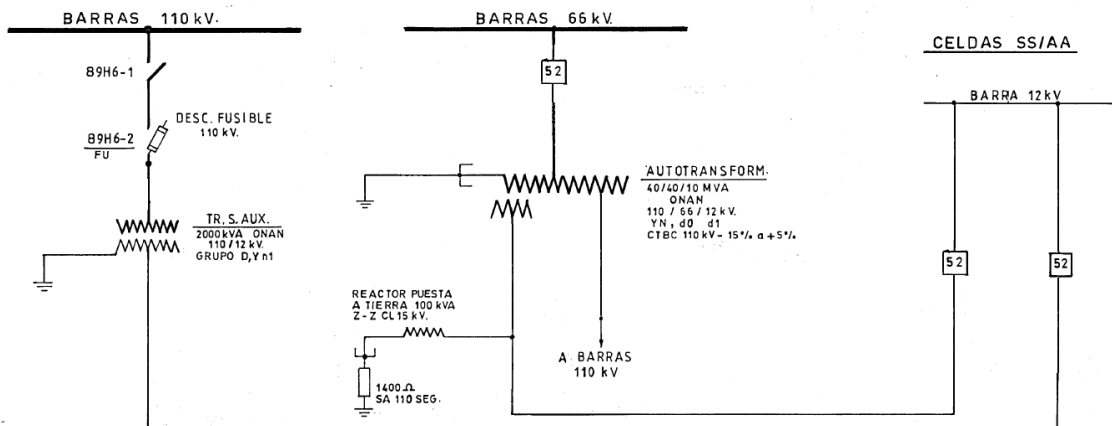 BARRAS 110 kV.
89H6-1
DESC. FUSIBLE
110 kV.
89H6-2
FU
TR. S. AUX.
2000kVA ONAN
110/12 kV.
GRUPO D,Yn1
BARRAS 66 kV.
52
AUTOTRANSFORM.
40/40/10 MVA
ONAN
110 / 66 / 12 kV.
YN, d0 d1
CTBC 110 kV - 15% a +5%
REACTOR PUESTA
A TIERRA 100 kVA
Z-Z CL 15 kV.
1400Ω
5A 110 SEG.
A BARRAS
110 kV
CELDAS SS/AA
BARRA 12 kV
52
52